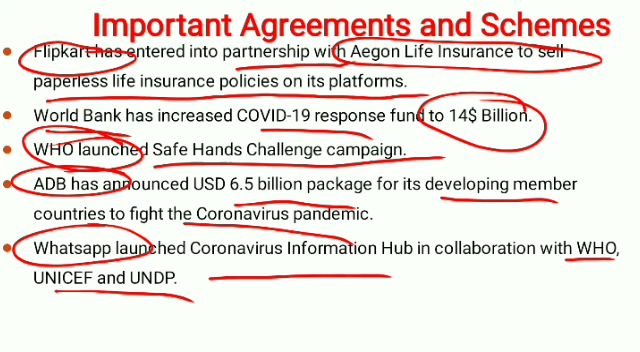 Important Agreements and Schemes
Flipkart has entered into partnership with Aegon Life Insurance to sell
paperless life insurance policies on its platforms.
World Bank has increased COVID-19 response fund to 14$ Billion.
WHO launched Safe Hands Challenge campaign.
ADB has announced USD 6.5 billion package for its developing member
countries to fight the Coronavirus pandemic.
Whatsapp launched Coronavirus Information Hub in collaboration with WHO,
UNICEF and UNDP.